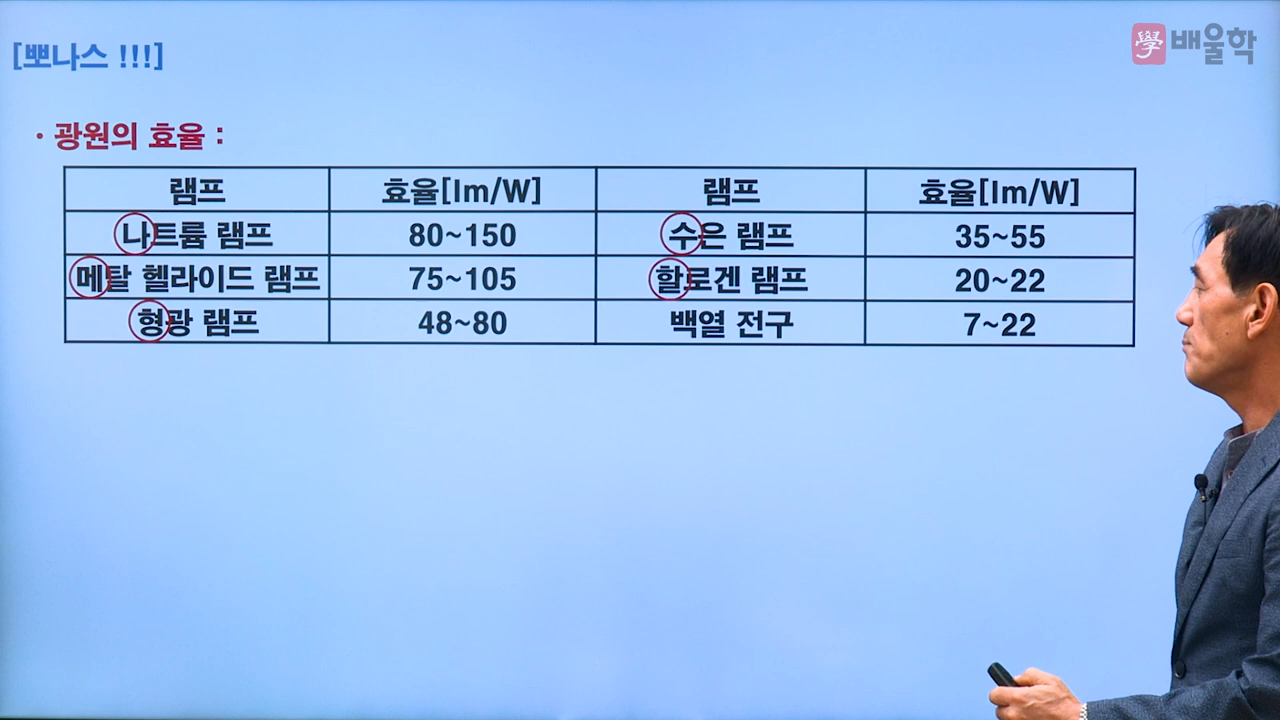 [뽀나스 !!!]
學 배울학
· 광원의 효율 :
램프 효율[lm/W] 램프 효율[lm/W]
나트륨 램프 80~150 수은 램프 35~55
메탈 헬라이드 램프 75~105 할로겐 램프 20~22
형광 램프 48~80 백열 전구 7~22